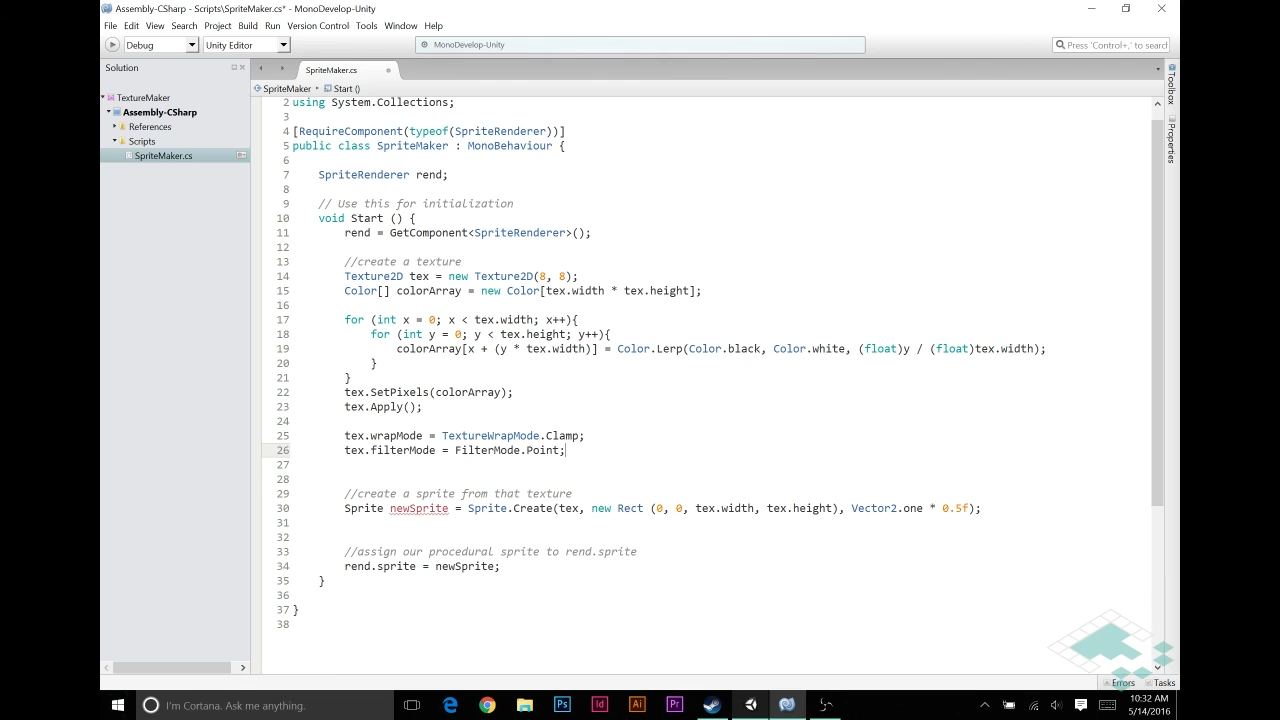 Assembly-CSharp - Scripts\SpriteMaker.cs* - MonoDevelop-Unity
File Edit View Search Project Build Run Version Control Tools Window Help
Debug Unity Editor MonoDevelop-Unity Press 'Control+,' to search
Solution
SpriteMaker.cs
SpriteMaker Start ()
TextureMaker
Assembly-CSharp
References
Scripts
SpriteMaker.cs
Toolbox
Properties
2 using System.Collections;
3
4 [RequireComponent(typeof(SpriteRenderer))]
5 public class SpriteMaker : MonoBehaviour {
6
7 SpriteRenderer rend;
8
9 // Use this for initialization
10 void Start () {
11 rend = GetComponent<SpriteRenderer>();
12
13 //create a texture
14 Texture2D tex = new Texture2D(8, 8);
15 Color[] colorArray = new Color[tex.width * tex.height];
16
17 for (int x = 0; x < tex.width; x++){
18 for (int y = 0; y < tex.height; y++){
19 colorArray[x + (y * tex.width)] = Color.Lerp(Color.black, Color.white, (float)y / (float)tex.width);
20 }
21 }
22 tex.SetPixels(colorArray);
23 tex.Apply();
24
25 tex.wrapMode = TextureWrapMode.Clamp;
26 tex.filterMode = FilterMode.Point;
27
28
29 //create a sprite from that texture
30 Sprite newSprite = Sprite.Create(tex, new Rect (0, 0, tex.width, tex.height), Vector2.one * 0.5f);
31
32
33 //assign our procedural sprite to rend.sprite
34 rend.sprite = newSprite;
35 }
36
37 }
38
Errors Tasks
I'm Cortana. Ask me anything.
Ps Id Ai Pr
10:32 AM
5/14/2016